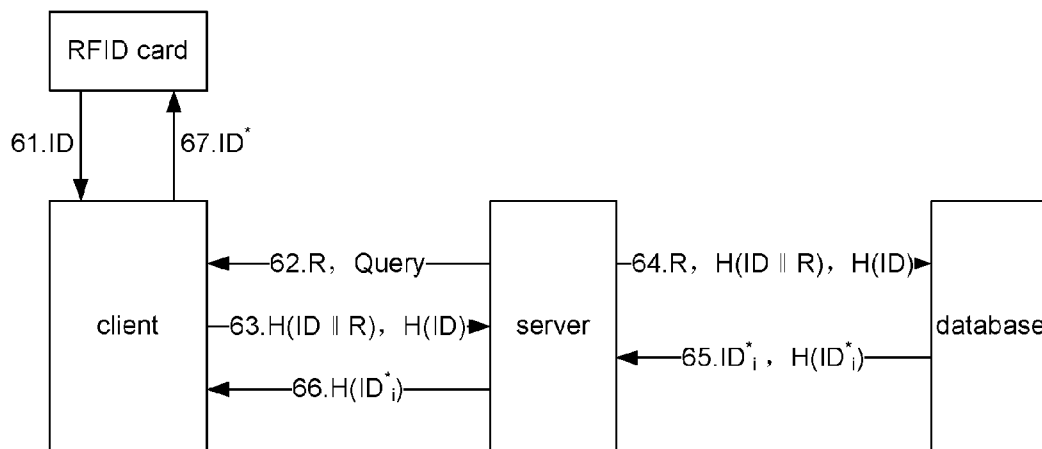 RFID card
61.ID
67.ID*
62.R, Query
64.R, H(ID ∥ R), H(ID)
client
63.H(ID ∥ R), H(ID)
server
database
65.ID*i , H(ID*i)
66.H(ID*i)